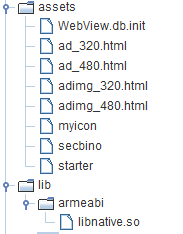 assets
WebView.db.init
ad_320.html
ad_480.html
adimg_320.html
adimg_480.html
myicon
secbino
starter
lib
armeabi
libnative.so